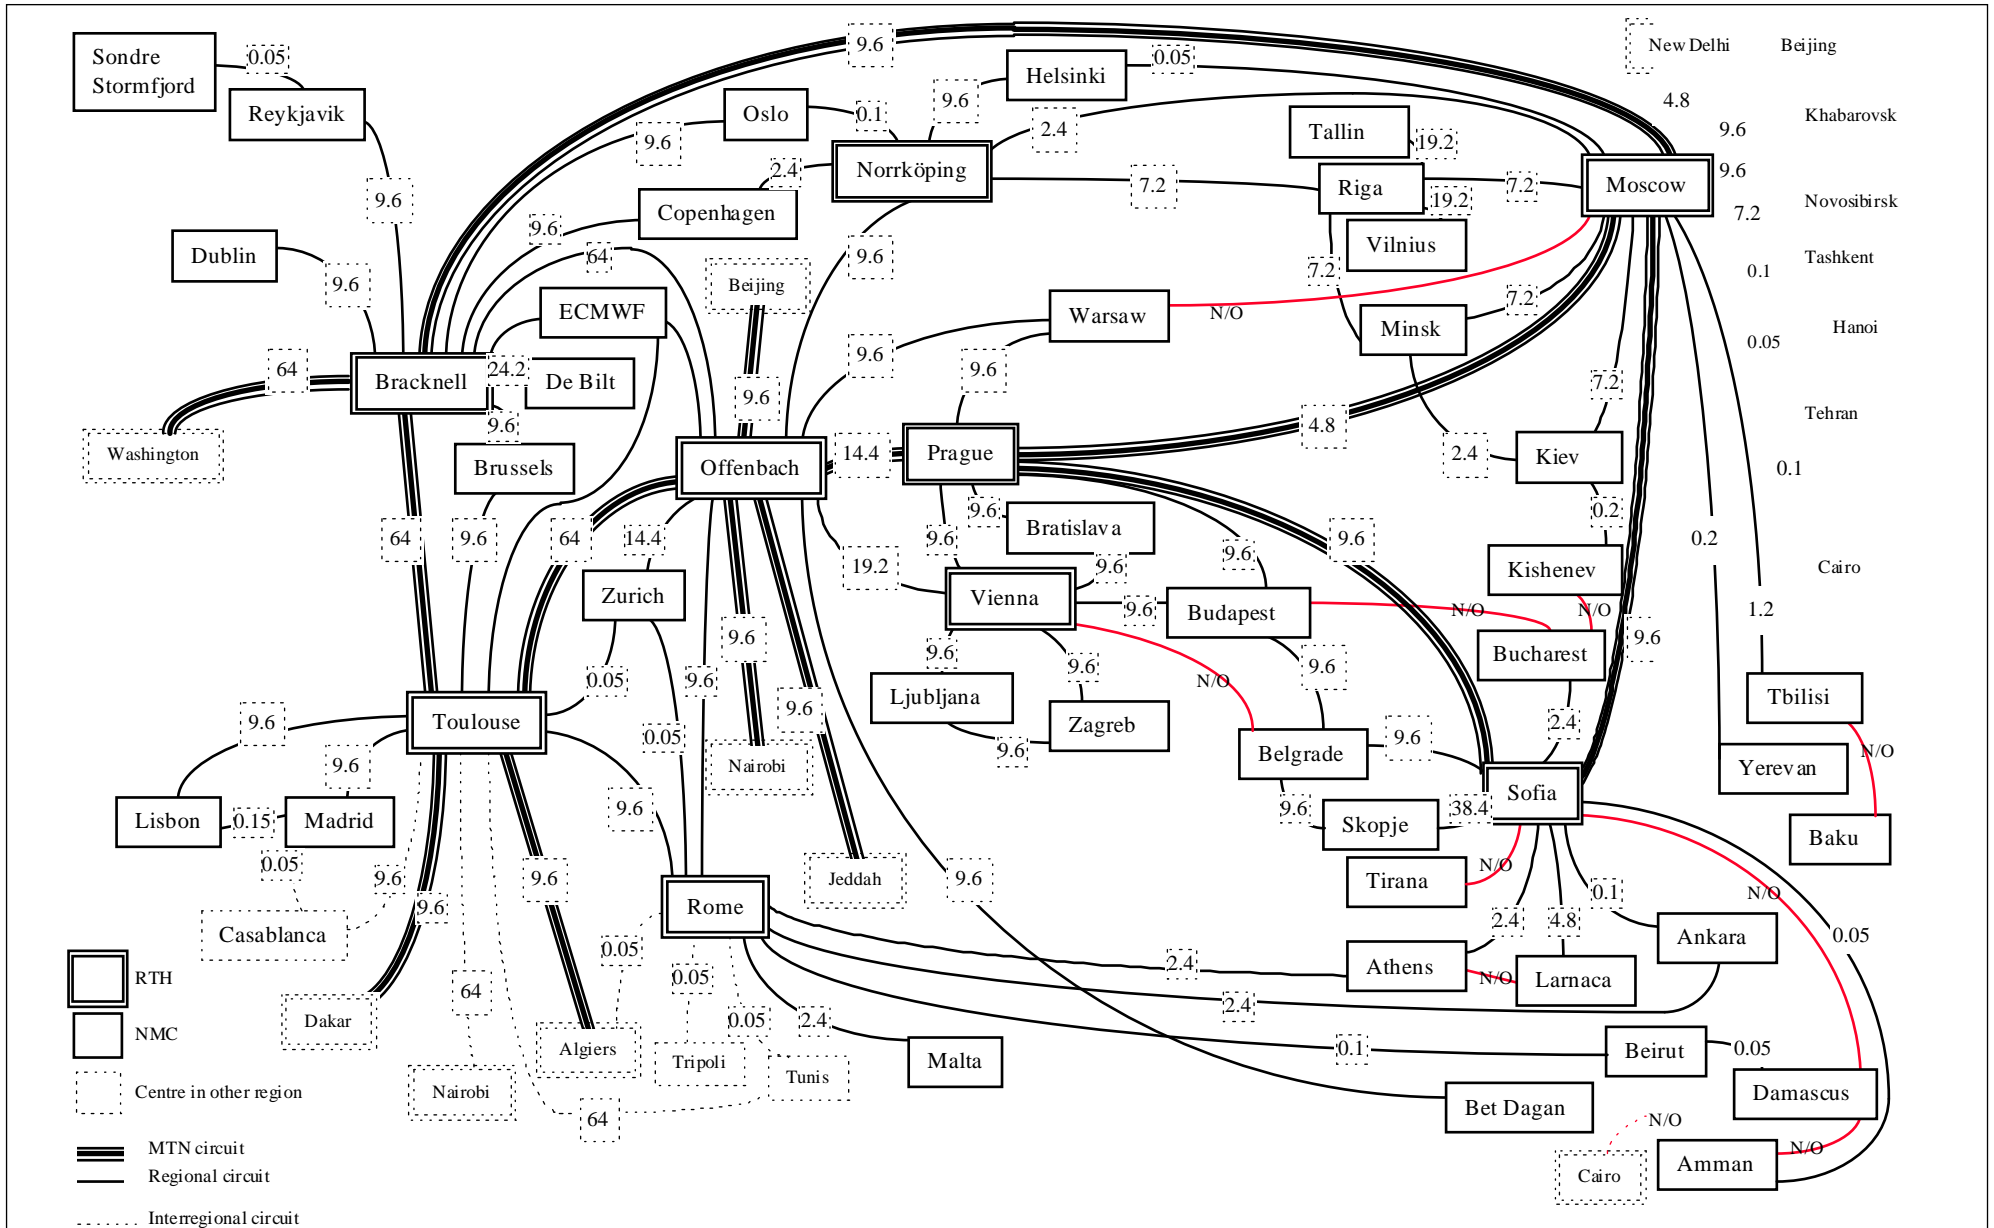 Sondre
Stormfjord
0.05
Reykjavik
9.6
Helsinki
0.05
New Delhi
Beijing
Oslo
0.1
9.6
2.4
4.8
Khabarovsk
9.6
9.6
Tallin
19.2
9.6
Norrköping
2.4
7.2
Riga
7.2
Moscow
9.6
19.2
Novosibirsk
7.2
Copenhagen
9.6
9.6
64
Vilnius
Dublin
9.6
9.6
Beijing
7.2
Tashkent
0.1
ECMWF
Warsaw
N/O
7.2
Minsk
Hanoi
0.05
64
Bracknell
24.2
De Bilt
9.6
9.6
9.6
7.2
Washington
9.6
Brussels
Offenbach
14.4
Prague
4.8
2.4
Kiev
Tehran
0.1
64
9.6
64
14.4
9.6
Bratislava
9.6
9.6
9.6
0.2
0.2
19.2
9.6
Zurich
Vienna
9.6
Budapest
N/O
Kishenev
N/O
Cairo
1.2
9.6
9.6
9.6
9.6
Bucharest
9.6
0.05
9.6
Ljubljana
N/O
Tbilisi
9.6
Toulouse
0.05
9.6
Zagreb
9.6
2.4
9.6
Nairobi
Belgrade
9.6
N/O
Yerevan
9.6
Sofia
Lisbon
0.15
Madrid
9.6
9.6
Skopje
38.4
Baku
0.05
9.6
9.6
9.6
Jeddah
9.6
Tirana
N/O
0.1
N/O
Casablanca
Rome
0.05
2.4
4.8
Ankara
0.05
RTH
64
0.05
2.4
Athens
N/O
Larnaca
Dakar
0.05
2.4
2.4
NMC
Algiers
Tripoli
Tunis
Malta
0.1
Beirut
0.05
Centre in other region
Nairobi
64
Bet Dagan
Damascus
N/O
MTN circuit
N/O
Regional circuit
Cairo
Amman
Interregional circuit